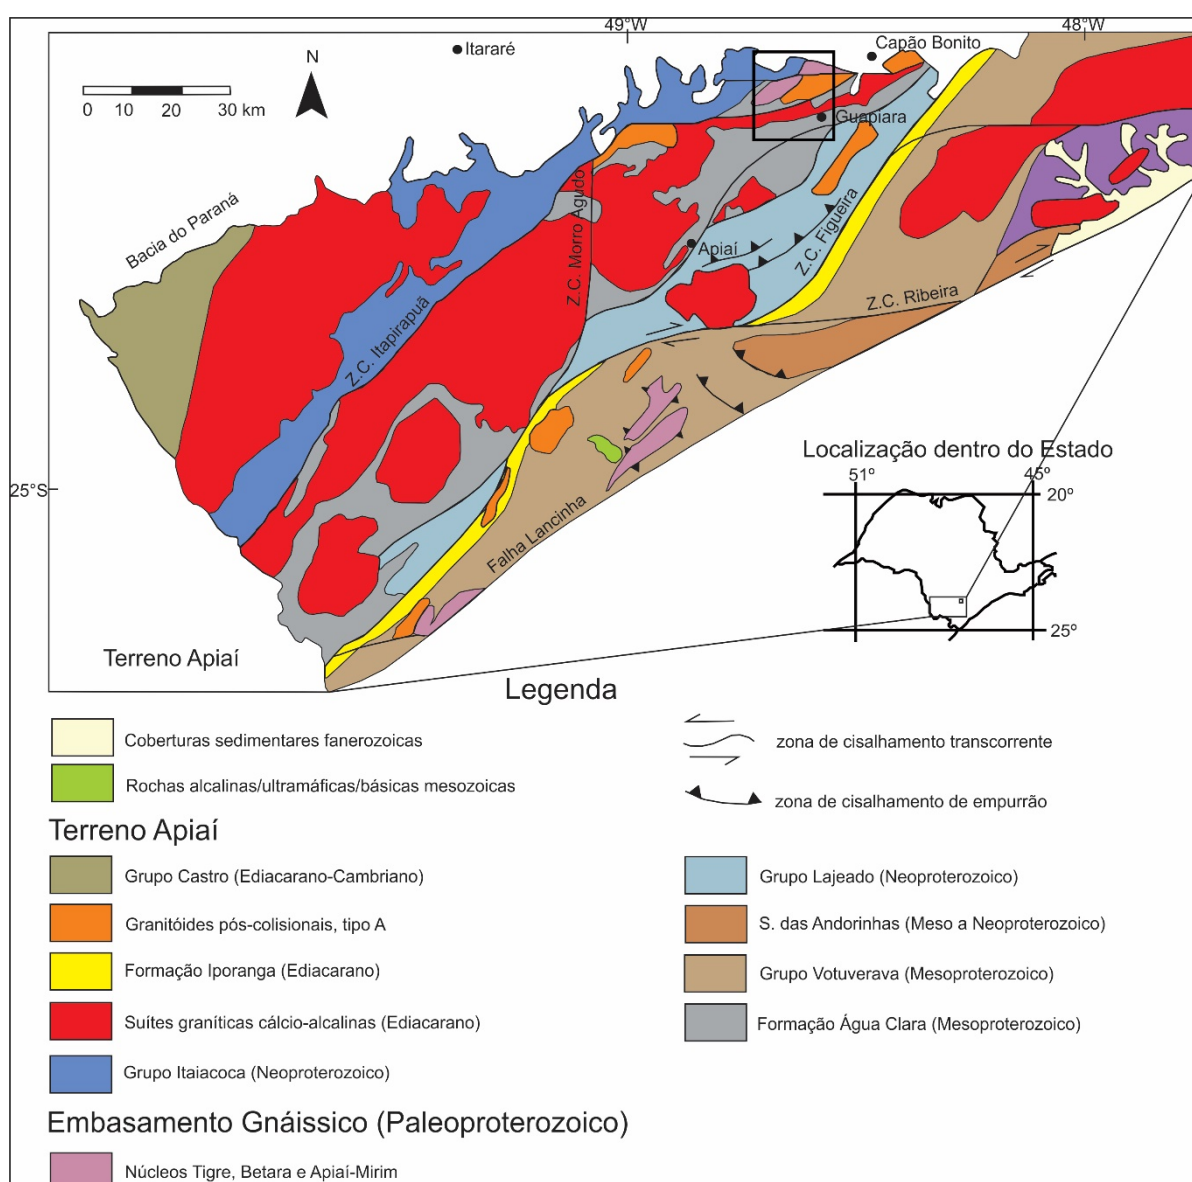 49°W
48°W
Itararé
Capão Bonito
N
0 10 20 30 km
Guapiara
Bacia do Paraná
Z.C. Morro Agudo
Apiaí
Z.C. Figueira
Z.C. Ribeira
Z.C. Itapirapuã
Localização dentro do Estado
51º 45º
20º
25°S
Falha Lancinha
25º
Terreno Apiaí
Legenda
Coberturas sedimentares fanerozoicas
Rochas alcalinas/ultramáficas/básicas mesozoicas
zona de cisalhamento transcorrente
zona de cisalhamento de empurrão
Terreno Apiaí
Grupo Castro (Ediacarano-Cambriano)
Granitóides pós-colisionais, tipo A
Formação Iporanga (Ediacarano)
Suítes graníticas cálcio-alcalinas (Ediacarano)
Grupo Itaiacoca (Neoproterozoico)
Grupo Lajeado (Neoproterozoico)
S. das Andorinhas (Meso a Neoproterozoico)
Grupo Votuverava (Mesoproterozoico)
Formação Água Clara (Mesoproterozoico)
Embasamento Gnáissico (Paleoproterozoico)
Núcleos Tigre, Betara e Apiaí-Mirim